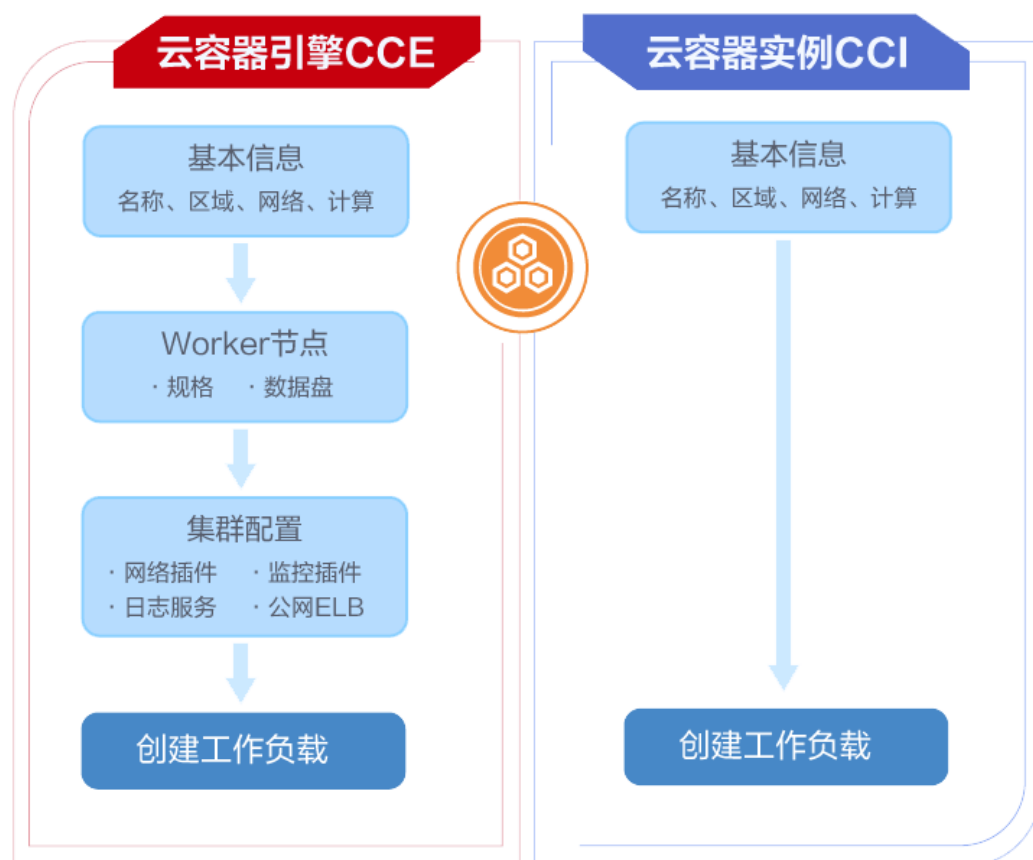 云容器引擎CCE
基本信息
名称、区域、网络、计算
Worker节点
· 规格 · 数据盘
集群配置
· 网络插件 · 监控插件
· 日志服务 · 公网ELB
创建工作负载
云容器实例CCI
基本信息
名称、区域、网络、计算
创建工作负载